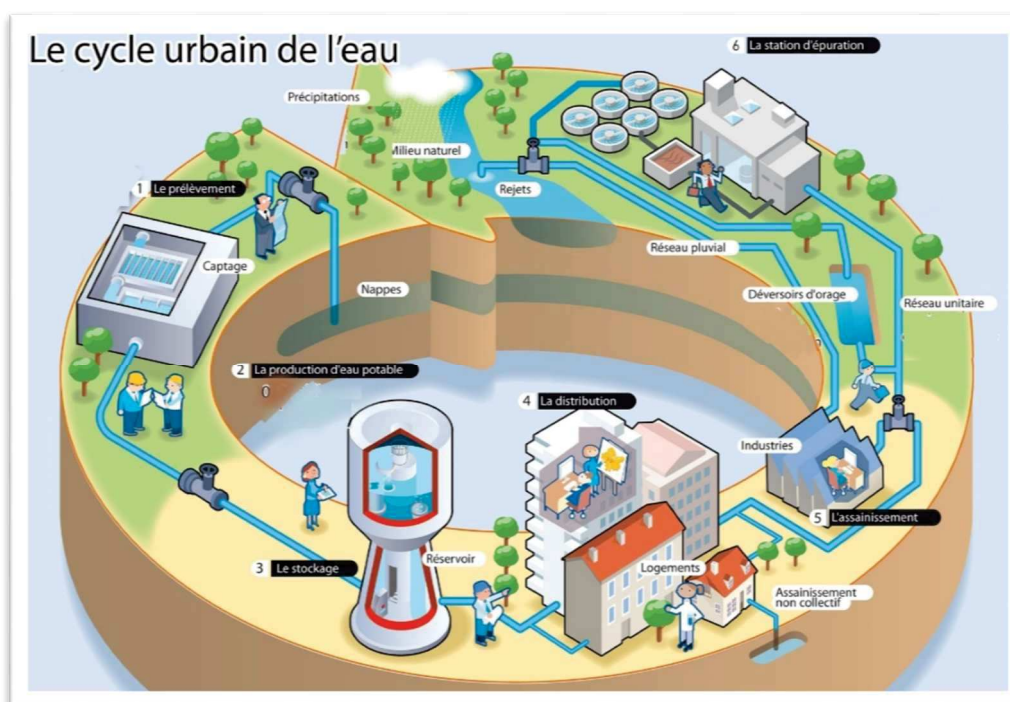 Le cycle urbain de l'eau
6 La station d'épuration
Précipitations
Milieu naturel
1 Le prélèvement
Rejets
Réseau pluvial
Captage
Nappes
Déversoirs d'orage
Réseau unitaire
2 La production d'eau potable
0
4 La distribution
Industries
5 L'assainissement
3 Le stockage
Réservoir
Logements
Assainissement
non collectif